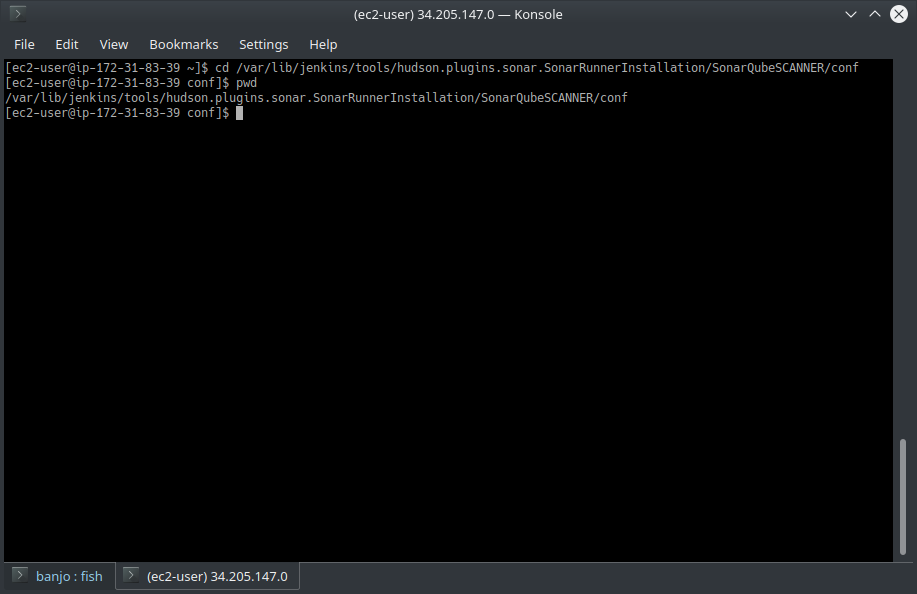 (ec2-user) 34.205.147.0 — Konsole
File Edit View Bookmarks Settings Help
[ec2-user@ip-172-31-83-39 ~]$ cd /var/lib/jenkins/tools/hudson.plugins.sonar.SonarRunnerInstallation/SonarQubeSCANNER/conf
[ec2-user@ip-172-31-83-39 conf]$ pwd
/var/lib/jenkins/tools/hudson.plugins.sonar.SonarRunnerInstallation/SonarQubeSCANNER/conf
[ec2-user@ip-172-31-83-39 conf]$
banjo : fish (ec2-user) 34.205.147.0